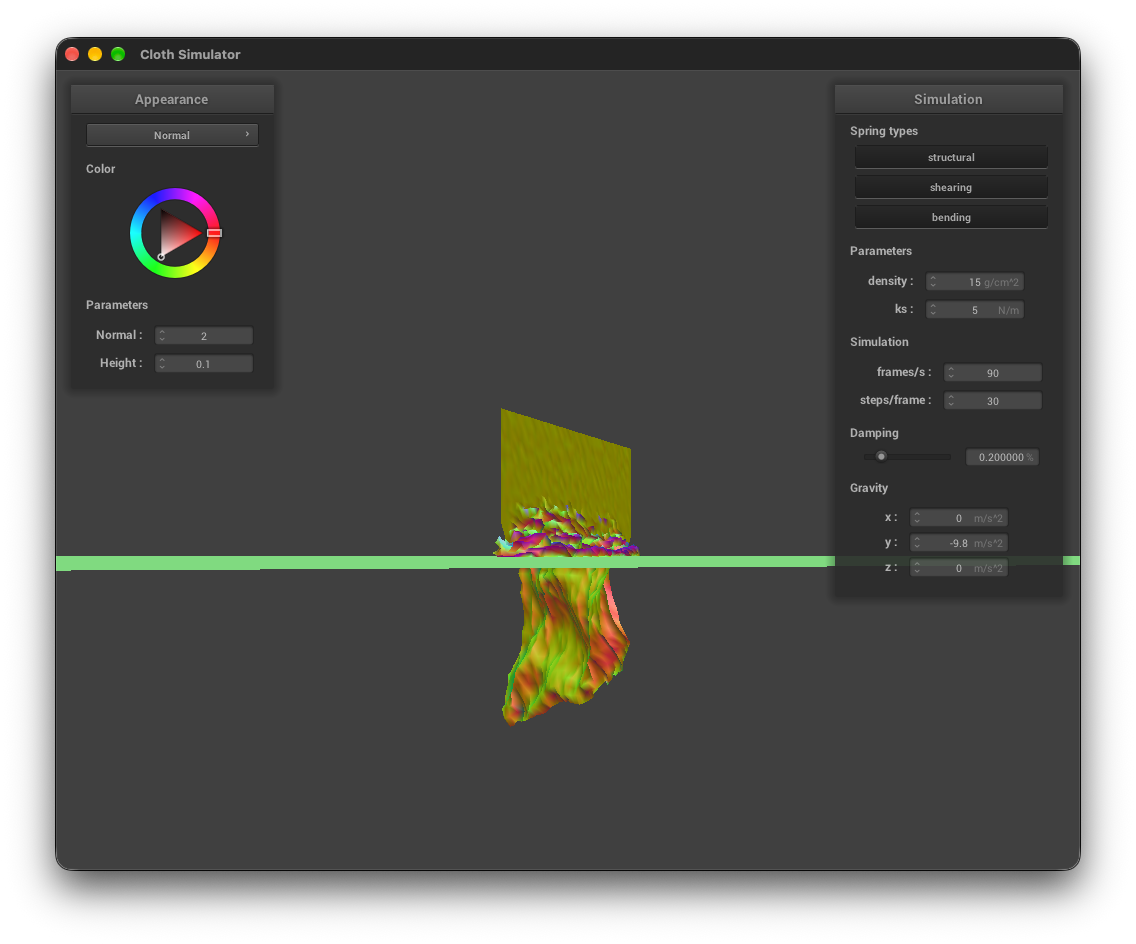 Cloth Simulator
Appearance
Normal
Color
Parameters
Normal : 2
Height : 0.1
Simulation
Spring types
structural
shearing
bending
Parameters
density : 15 g/cm^2
ks : 5 N/m
Simulation
frames/s : 90
steps/frame : 30
Damping
0.200000 %
Gravity
x : 0 m/s^2
y : -9.8 m/s^2
z : 0 m/s^2